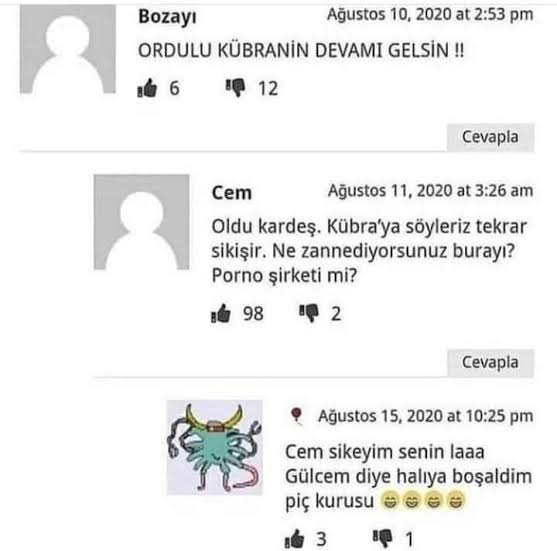 Bozayı
Ağustos 10, 2020 at 2:53 pm
ORDULU KÜBRANİN DEVAMI GELSİN !!
6 12
Cevapla
Cem
Ağustos 11, 2020 at 3:26 am
Oldu kardeş. Kübra’ya söyleriz tekrar
sikişir. Ne zannediyorsunuz burayı?
Porno şirketi mi?
98 2
Cevapla
Ağustos 15, 2020 at 10:25 pm
Cem sikeyim senin laaa
Gülcem diye halıya boşaldim
piç kurusu 😄😄😄😄
3 1